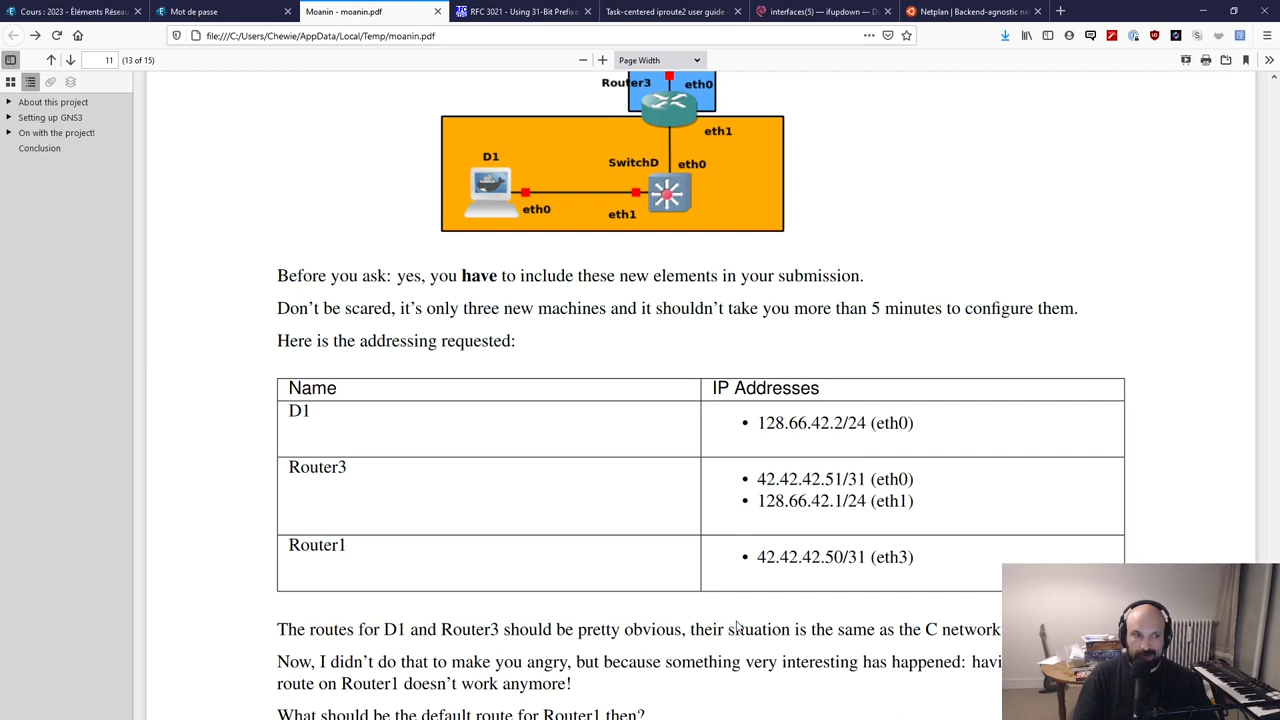 Cours : 2023 - Éléments Réseau
Mot de passe
Moanin - moanin.pdf
RFC 3021 - Using 31-Bit Prefixe
Task-centered iproute2 user guide -
interfaces(5) — ifupdown — D
Netplan | Backend-agnostic ne
file:///C:/Users/Chewie/AppData/Local/Temp/moanin.pdf
11 (13 of 15)
Page Width
About this project
Setting up GNS3
On with the project!
Conclusion
Router3
eth0
eth1
D1
SwitchD
eth0
eth0
eth1
Before you ask: yes, you have to include these new elements in your submission.
Don't be scared, it's only three new machines and it shouldn't take you more than 5 minutes to configure them.
Here is the addressing requested:
Name IP Addresses
D1
• 128.66.42.2/24 (eth0)
Router3
• 42.42.42.51/31 (eth0)
• 128.66.42.1/24 (eth1)
Router1
• 42.42.42.50/31 (eth3)
The routes for D1 and Router3 should be pretty obvious, their situation is the same as the C network
Now, I didn't do that to make you angry, but because something very interesting has happened: havi
route on Router1 doesn't work anymore!
What should be the default route for Router1 then?